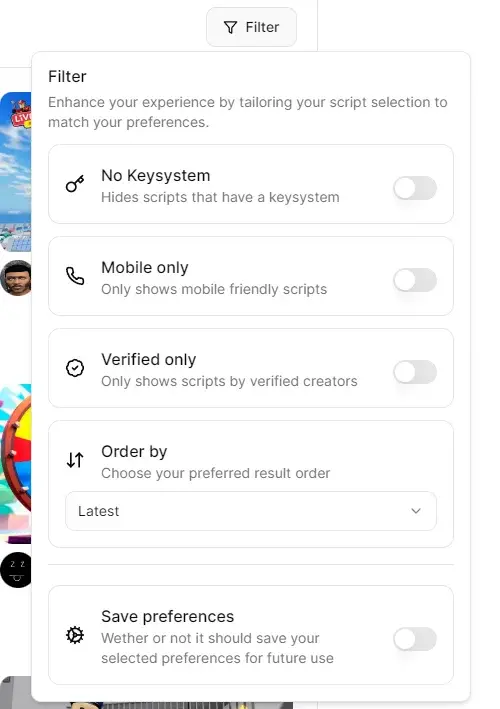 Filter
Filter
Enhance your experience by tailoring your script selection to
match your preferences.
LIVE
No Keysystem
Hides scripts that have a keysystem
Mobile only
Only shows mobile friendly scripts
Verified only
Only shows scripts by verified creators
Order by
Choose your preferred result order
Latest
z z
Save preferences
Wether or not it should save your
selected preferences for future use